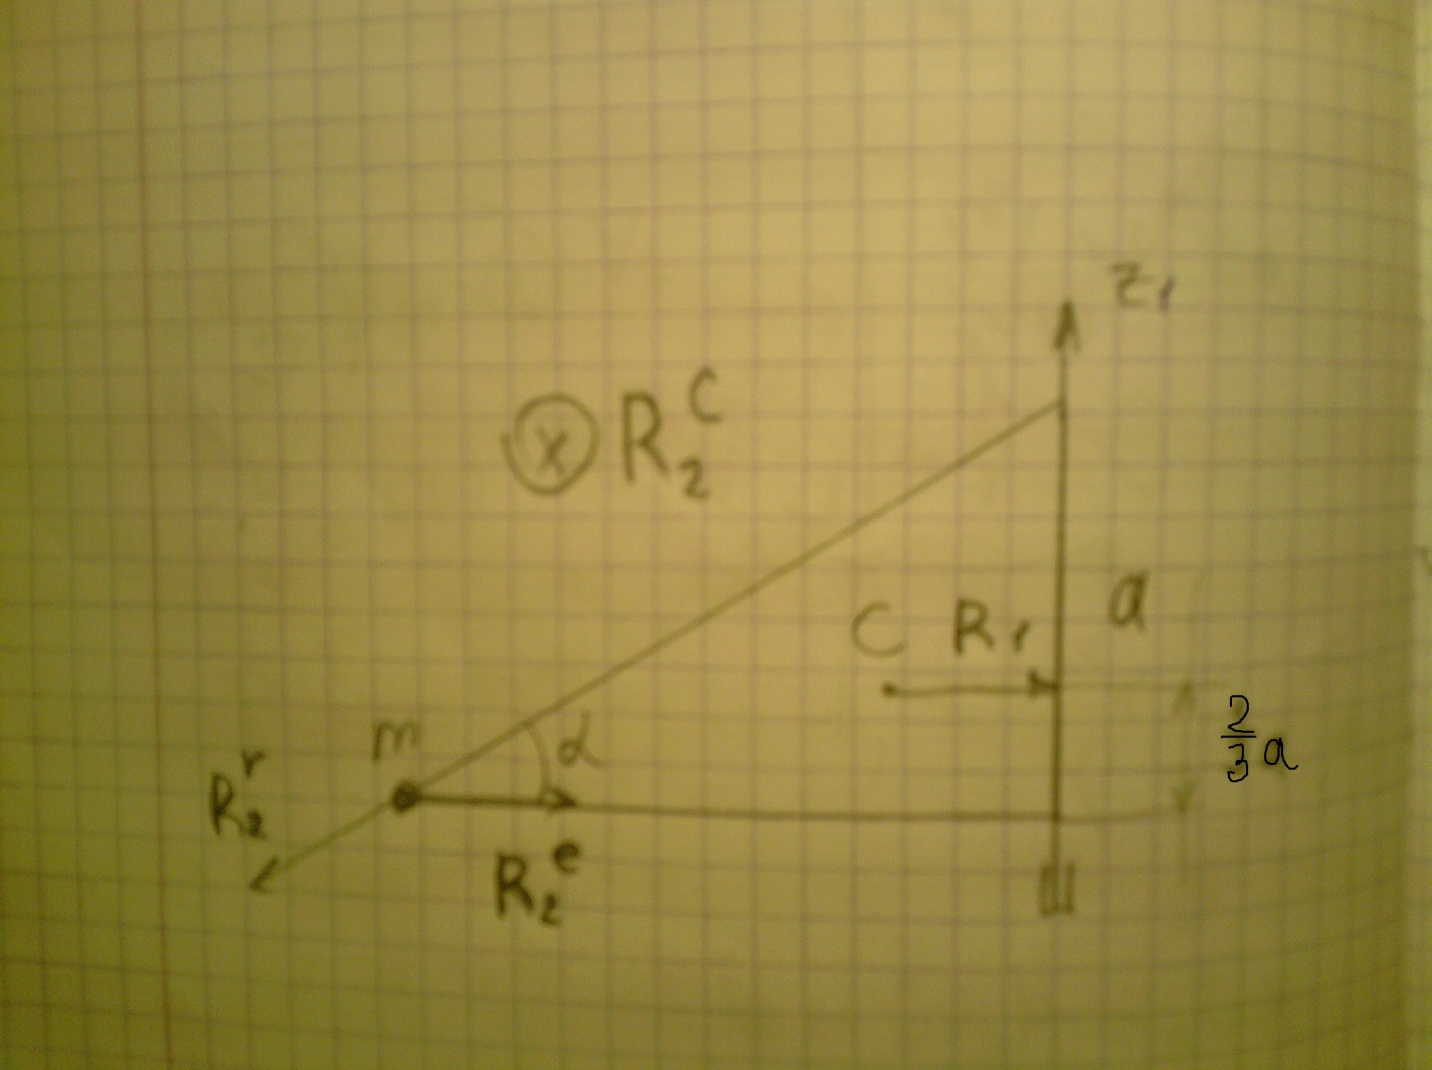 z₁
R₂ᶜ
a
C R₁
m α
2/3 a
R₂ʳ
R₂ᵉ